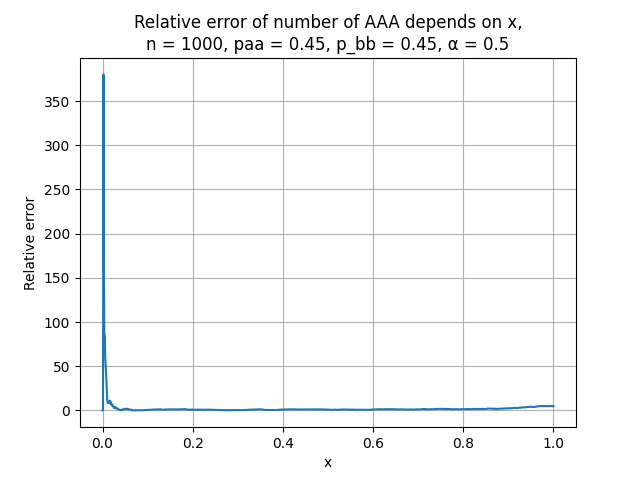 Relative error of number of AAA depends on x,
n = 1000, paa = 0.45, p_bb = 0.45, α = 0.5
350
300
250
200
150
100
50
0
Relative error
0.0 0.2 0.4 0.6 0.8 1.0
x